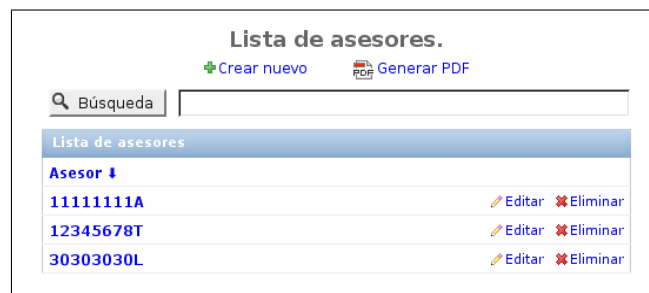 Lista de asesores.
Crear nuevo PDF Generar PDF
Búsqueda
Lista de asesores
Asesor ⬇
11111111A Editar Eliminar
12345678T Editar Eliminar
30303030L Editar Eliminar